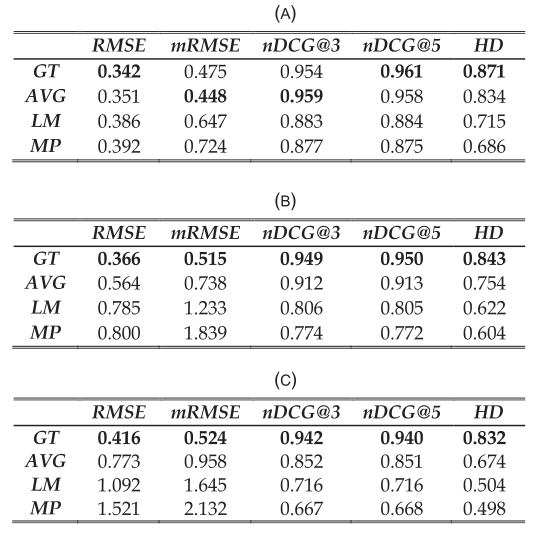 (A)
RMSE mRMSE nDCG@3 nDCG@5 HD
GT 0.342 0.475 0.954 0.961 0.871
AVG 0.351 0.448 0.959 0.958 0.834
LM 0.386 0.647 0.883 0.884 0.715
MP 0.392 0.724 0.877 0.875 0.686
(B)
RMSE mRMSE nDCG@3 nDCG@5 HD
GT 0.366 0.515 0.949 0.950 0.843
AVG 0.564 0.738 0.912 0.913 0.754
LM 0.785 1.233 0.806 0.805 0.622
MP 0.800 1.839 0.774 0.772 0.604
(C)
RMSE mRMSE nDCG@3 nDCG@5 HD
GT 0.416 0.524 0.942 0.940 0.832
AVG 0.773 0.958 0.852 0.851 0.674
LM 1.092 1.645 0.716 0.716 0.504
MP 1.521 2.132 0.667 0.668 0.498